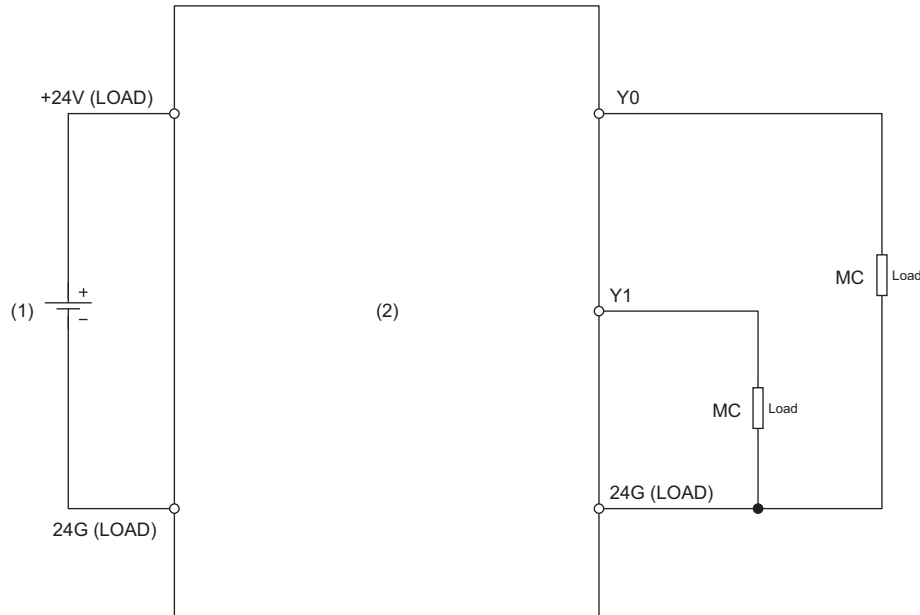 +24V (LOAD)
Y0
MC Load
(1)
+
−
(2)
Y1
MC Load
24G (LOAD)
24G (LOAD)